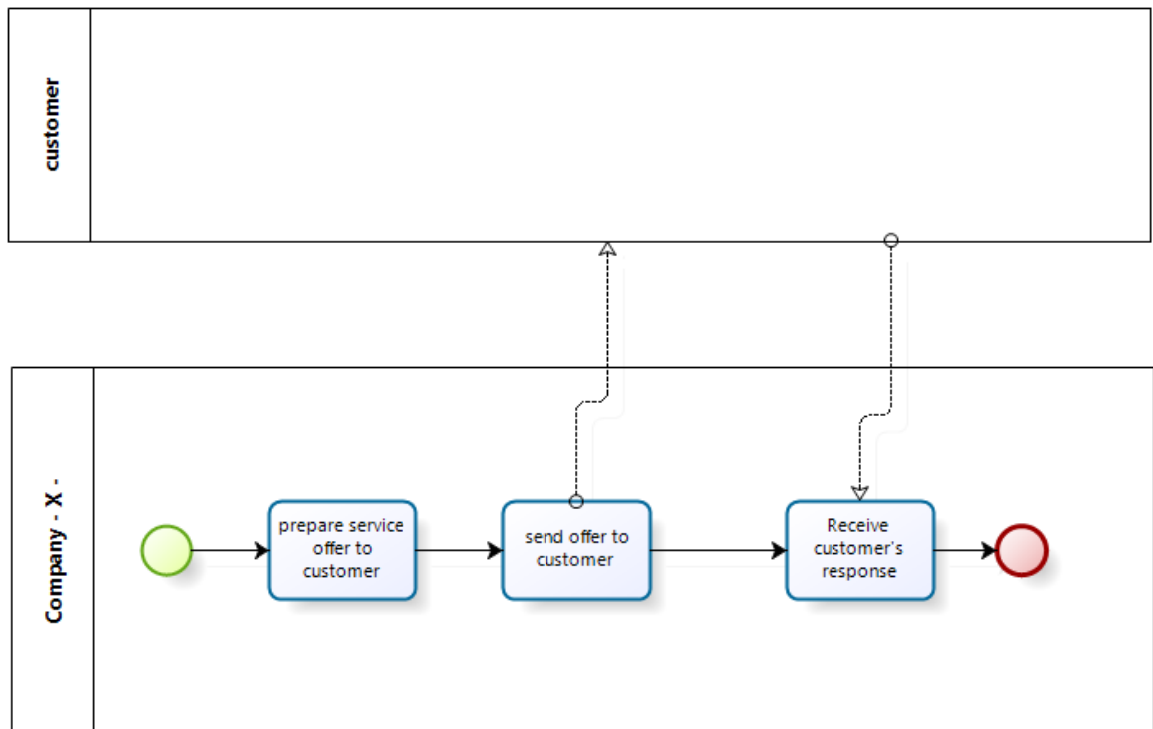 customer
Company - X -
prepare service
offer to
customer
send offer to
customer
Receive
customer's
response